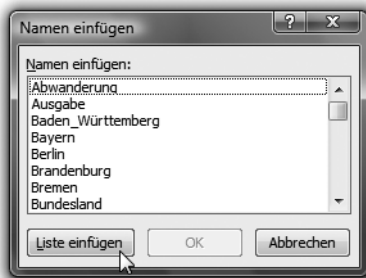 Namen einfügen
Namen einfügen:
Abwanderung
Ausgabe
Baden_Württemberg
Bayern
Berlin
Brandenburg
Bremen
Bundesland
Liste einfügen
OK
Abbrechen